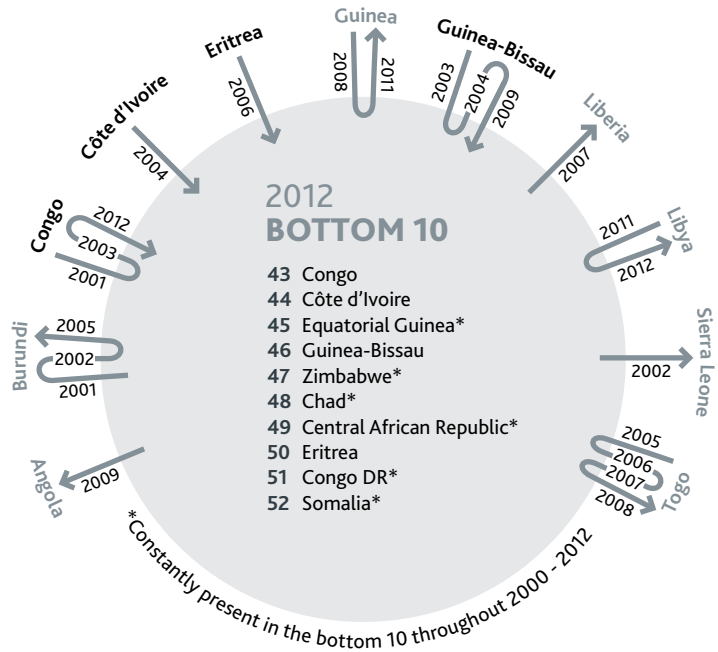 Guinea
2008
2011
Guinea-Bissau
2003
2004
2009
Liberia
2007
Libya
2011
2012
Sierra Leone
2002
Togo
2005
2006
2007
2008
Eritrea
2006
Côte d'Ivoire
2004
Congo
2012
2003
2001
Burundi
2005
2002
2001
Angola
2009
2012
BOTTOM 10
43 Congo
44 Côte d'Ivoire
45 Equatorial Guinea*
46 Guinea-Bissau
47 Zimbabwe*
48 Chad*
49 Central African Republic*
50 Eritrea
51 Congo DR*
52 Somalia*
*Constantly present in the bottom 10 throughout 2000 - 2012